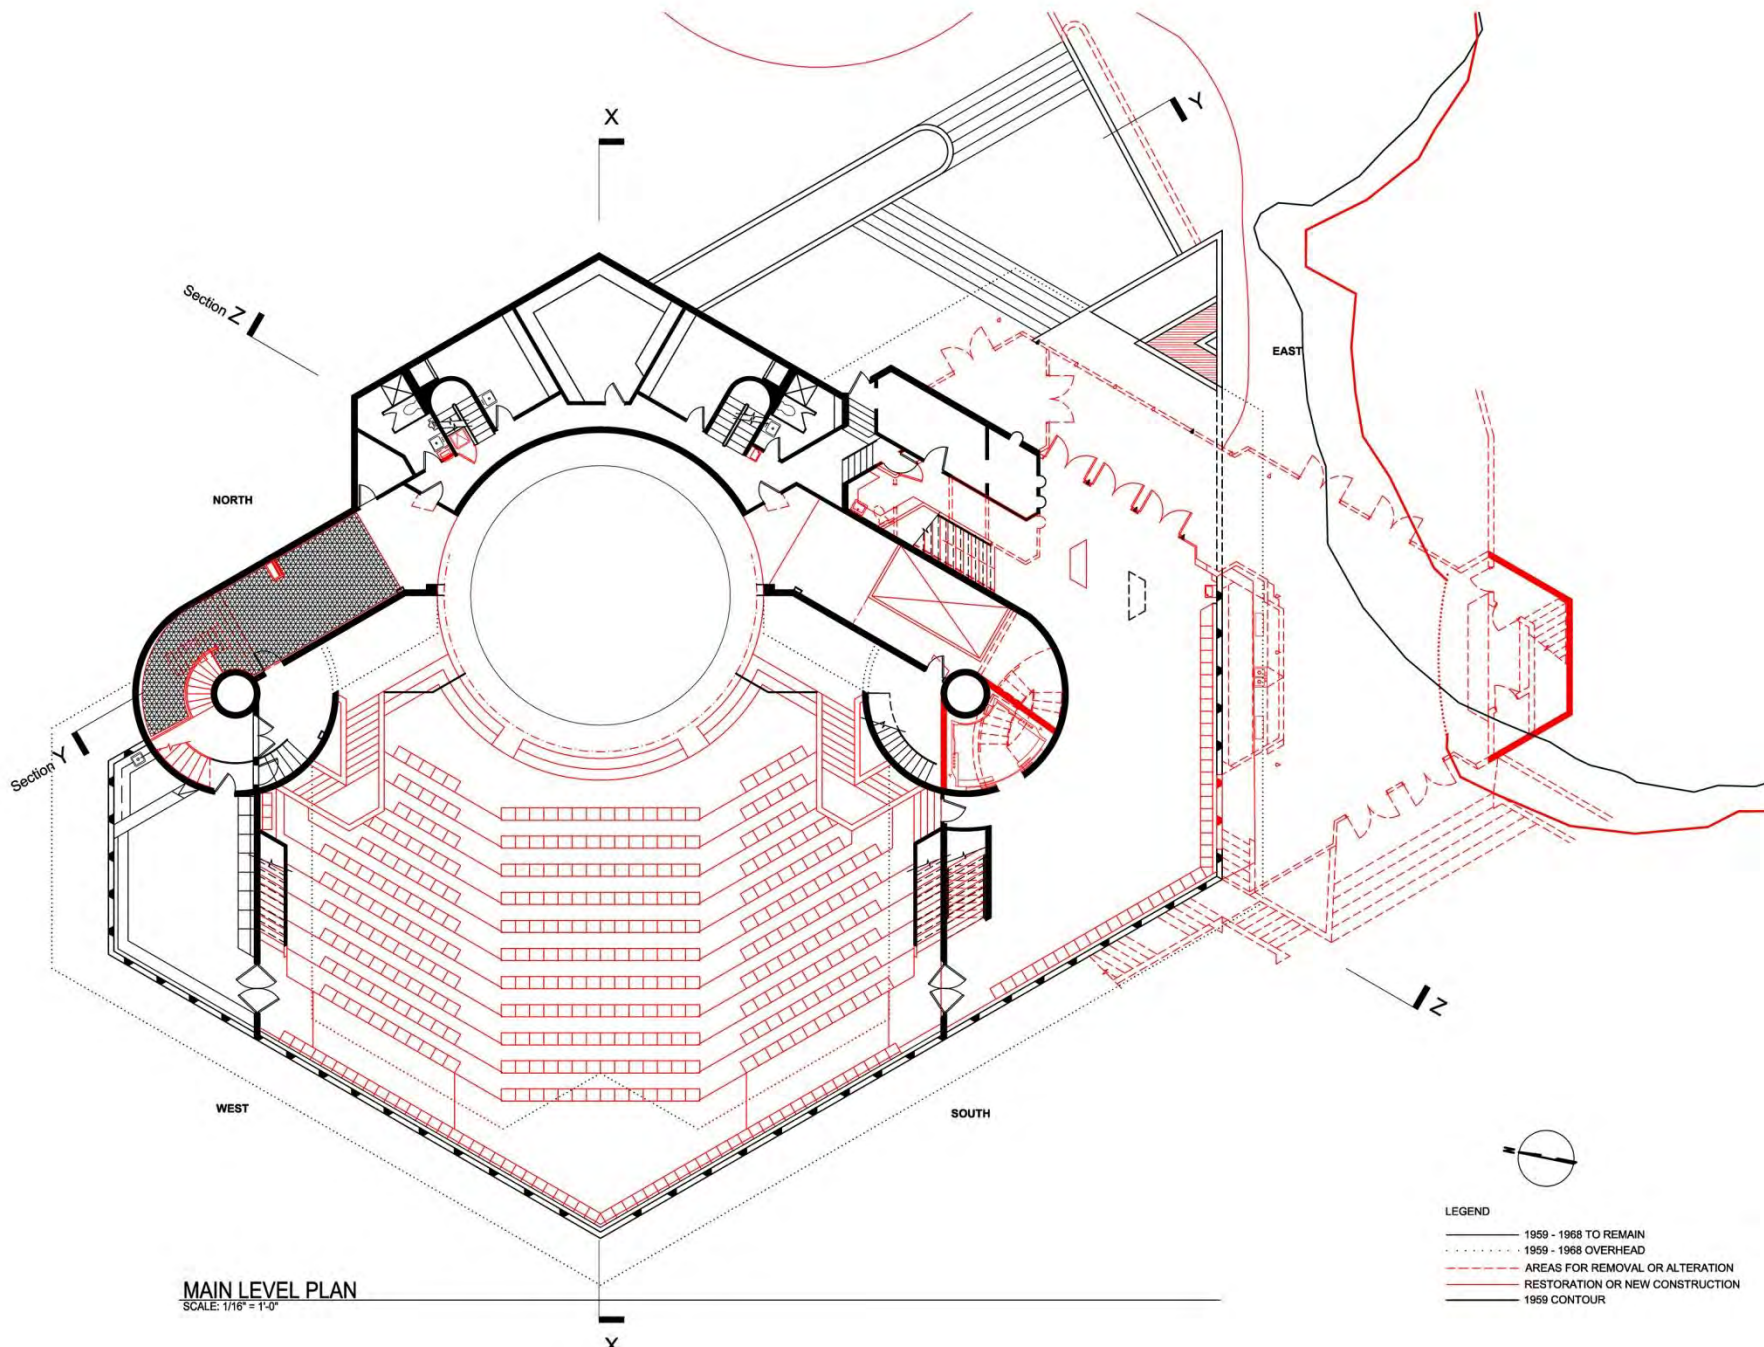 X
Y
Section Z
EAST
NORTH
Section Y
Z
WEST
SOUTH
N
LEGEND
1959 - 1968 TO REMAIN
1959 - 1968 OVERHEAD
AREAS FOR REMOVAL OR ALTERATION
RESTORATION OR NEW CONSTRUCTION
1959 CONTOUR
MAIN LEVEL PLAN
SCALE: 1/16" = 1'-0"
X